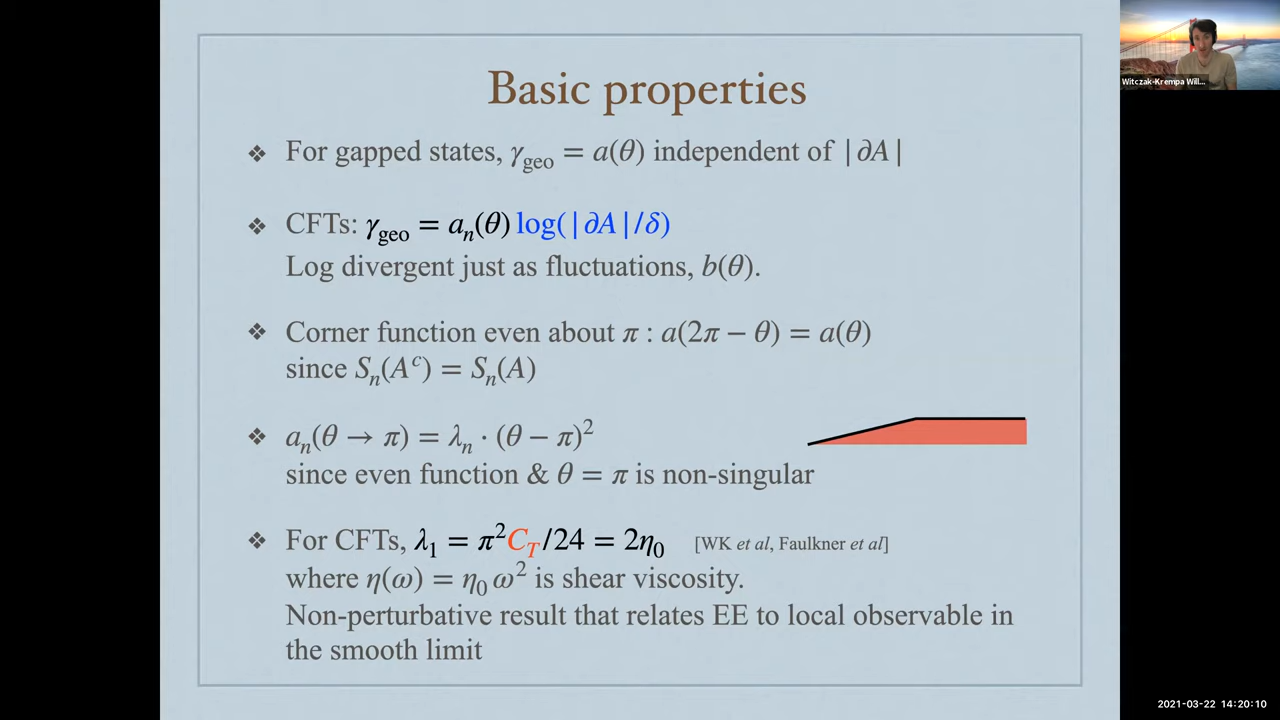 Basic properties
❖ For gapped states, γ_geo = a(θ) independent of |∂A|
❖ CFTs: γ_geo = a_n(θ) log(|∂A|/δ)
Log divergent just as fluctuations, b(θ).
❖ Corner function even about π : a(2π − θ) = a(θ)
since S_n(A^c) = S_n(A)
❖ a_n(θ → π) = λ_n · (θ − π)^2
since even function & θ = π is non-singular
❖ For CFTs, λ_1 = π^2 C_T/24 = 2η_0 [WK et al, Faulkner et al]
where η(ω) = η_0 ω^2 is shear viscosity.
Non-perturbative result that relates EE to local observable in
the smooth limit
Witczak-Krempa Will...
2021-03-22 14:20:10